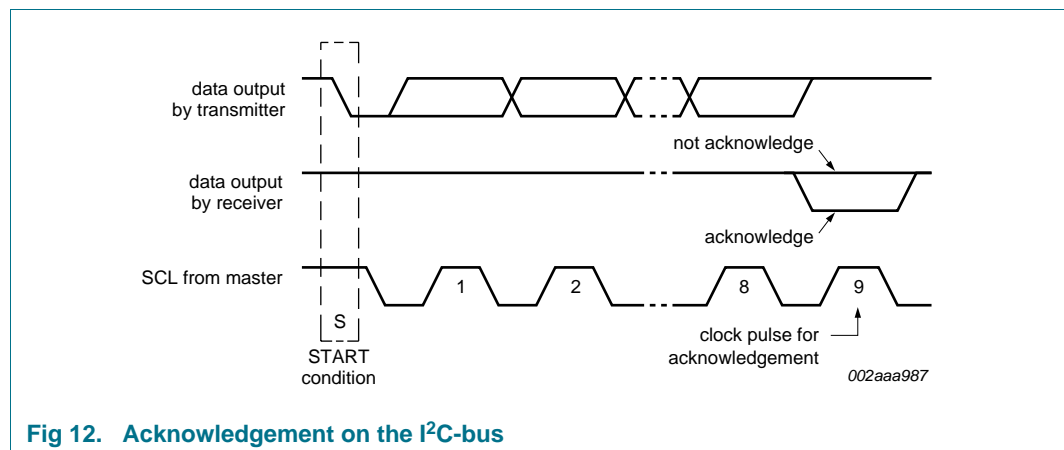 data output
by transmitter
not acknowledge
data output
by receiver
acknowledge
SCL from master
1
2
8
9
S
START
condition
clock pulse for
acknowledgement
002aaa987
Fig 12. Acknowledgement on the I²C-bus